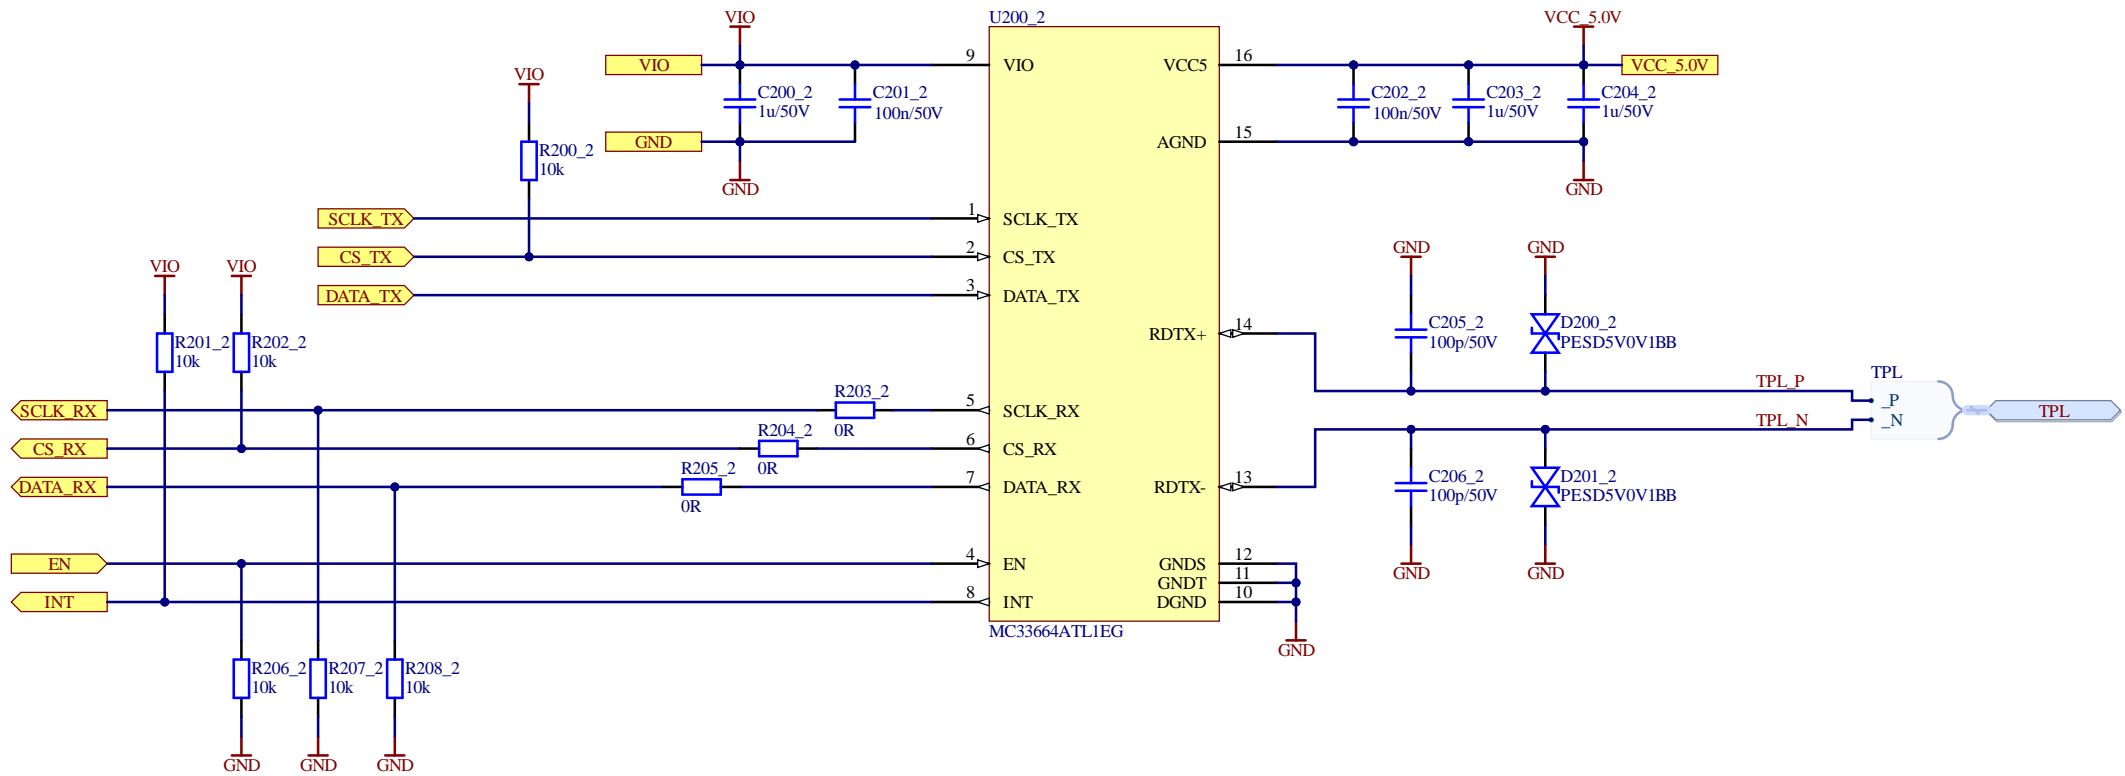 VIO
U200_2
VCC_5.0V
VIO
9
VIO
VCC5
16
VCC_5.0V
VIO
C200_2
1u/50V
C201_2
100n/50V
C202_2
100n/50V
C203_2
1u/50V
C204_2
1u/50V
GND
AGND
15
R200_2
10k
GND
GND
SCLK_TX
1
SCLK_TX
CS_TX
2
CS_TX
GND
GND
VIO
VIO
DATA_TX
3
DATA_TX
RDTX+
14
C205_2
100p/50V
D200_2
PESD5V0V1BB
R201_2
10k
R202_2
10k
TPL_P
TPL
_P
_N
TPL
SCLK_RX
R203_2
0R
5
SCLK_RX
TPL_N
CS_RX
R204_2
0R
6
CS_RX
DATA_RX
R205_2
0R
7
DATA_RX
RDTX-
13
C206_2
100p/50V
D201_2
PESD5V0V1BB
EN
4
EN
GNDS
12
GNDT
11
GND
GND
INT
8
INT
DGND
10
MC33664ATL1EG
GND
R206_2
10k
R207_2
10k
R208_2
10k
GND
GND
GND